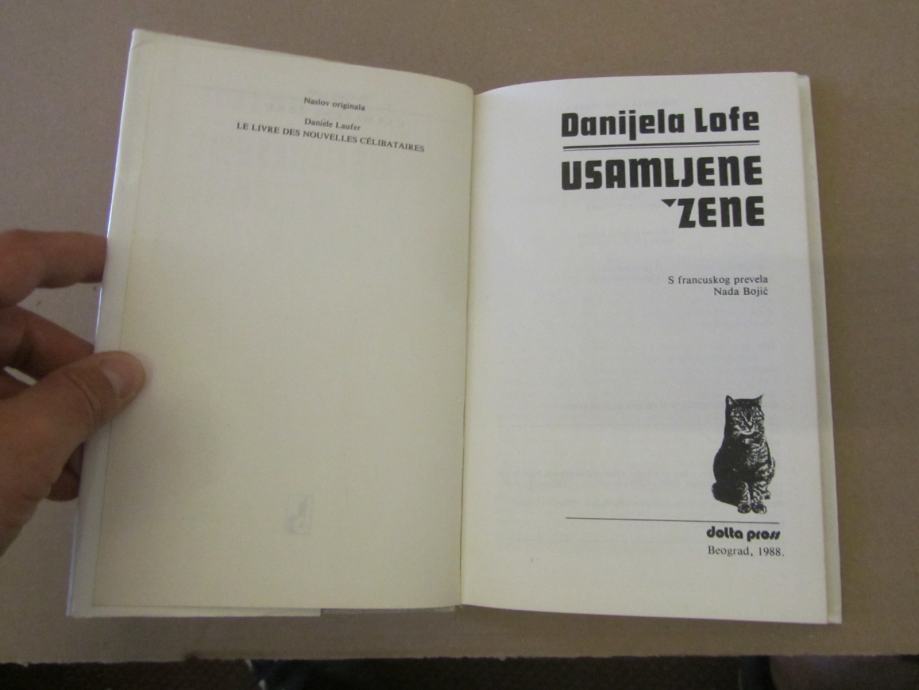 Naslov originala
Danièle Laufer
LE LIVRE DES NOUVELLES CÉLIBATAIRES
Danijela Lofe
USAMLJENE
ŽENE
S francuskog prevela
Nada Bojić
delta press
Beograd, 1988.